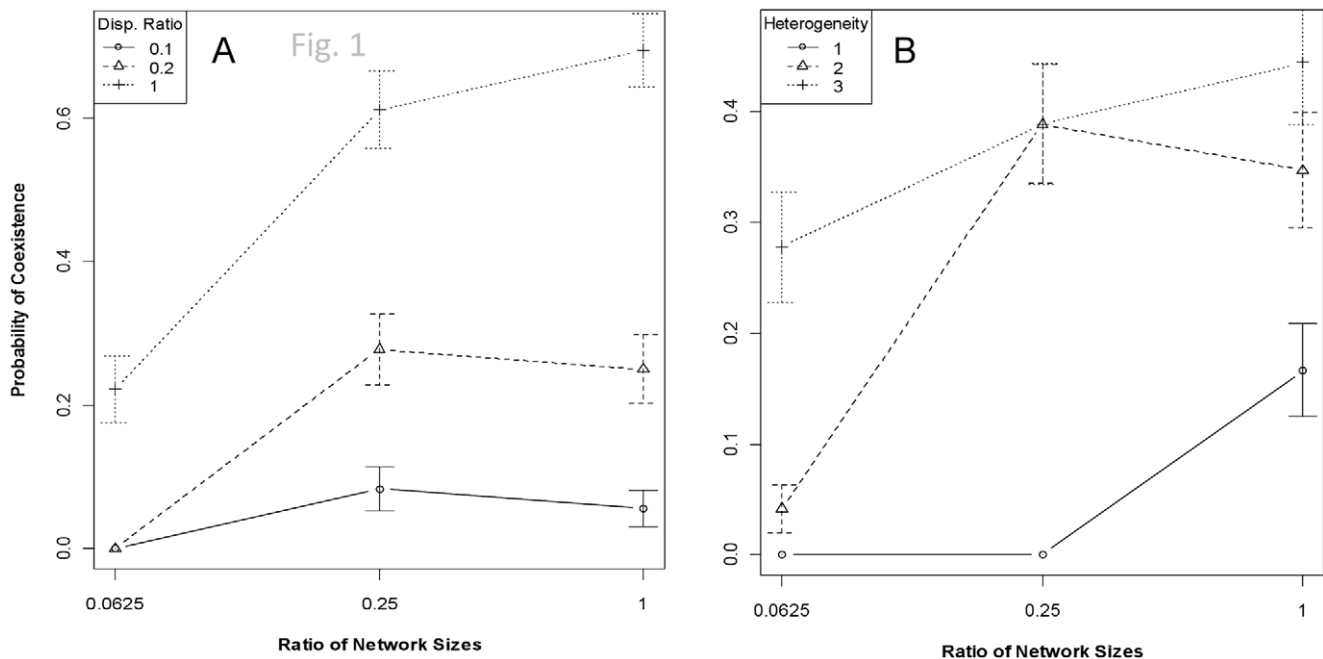 Disp. Ratio
0.1
0.2
1
A
Fig. 1
Probability of Coexistence
0.0
0.2
0.4
0.6
0.0625
0.25
1
Ratio of Network Sizes
Heterogeneity
1
2
3
B
0.0
0.1
0.2
0.3
0.4
0.0625
0.25
1
Ratio of Network Sizes